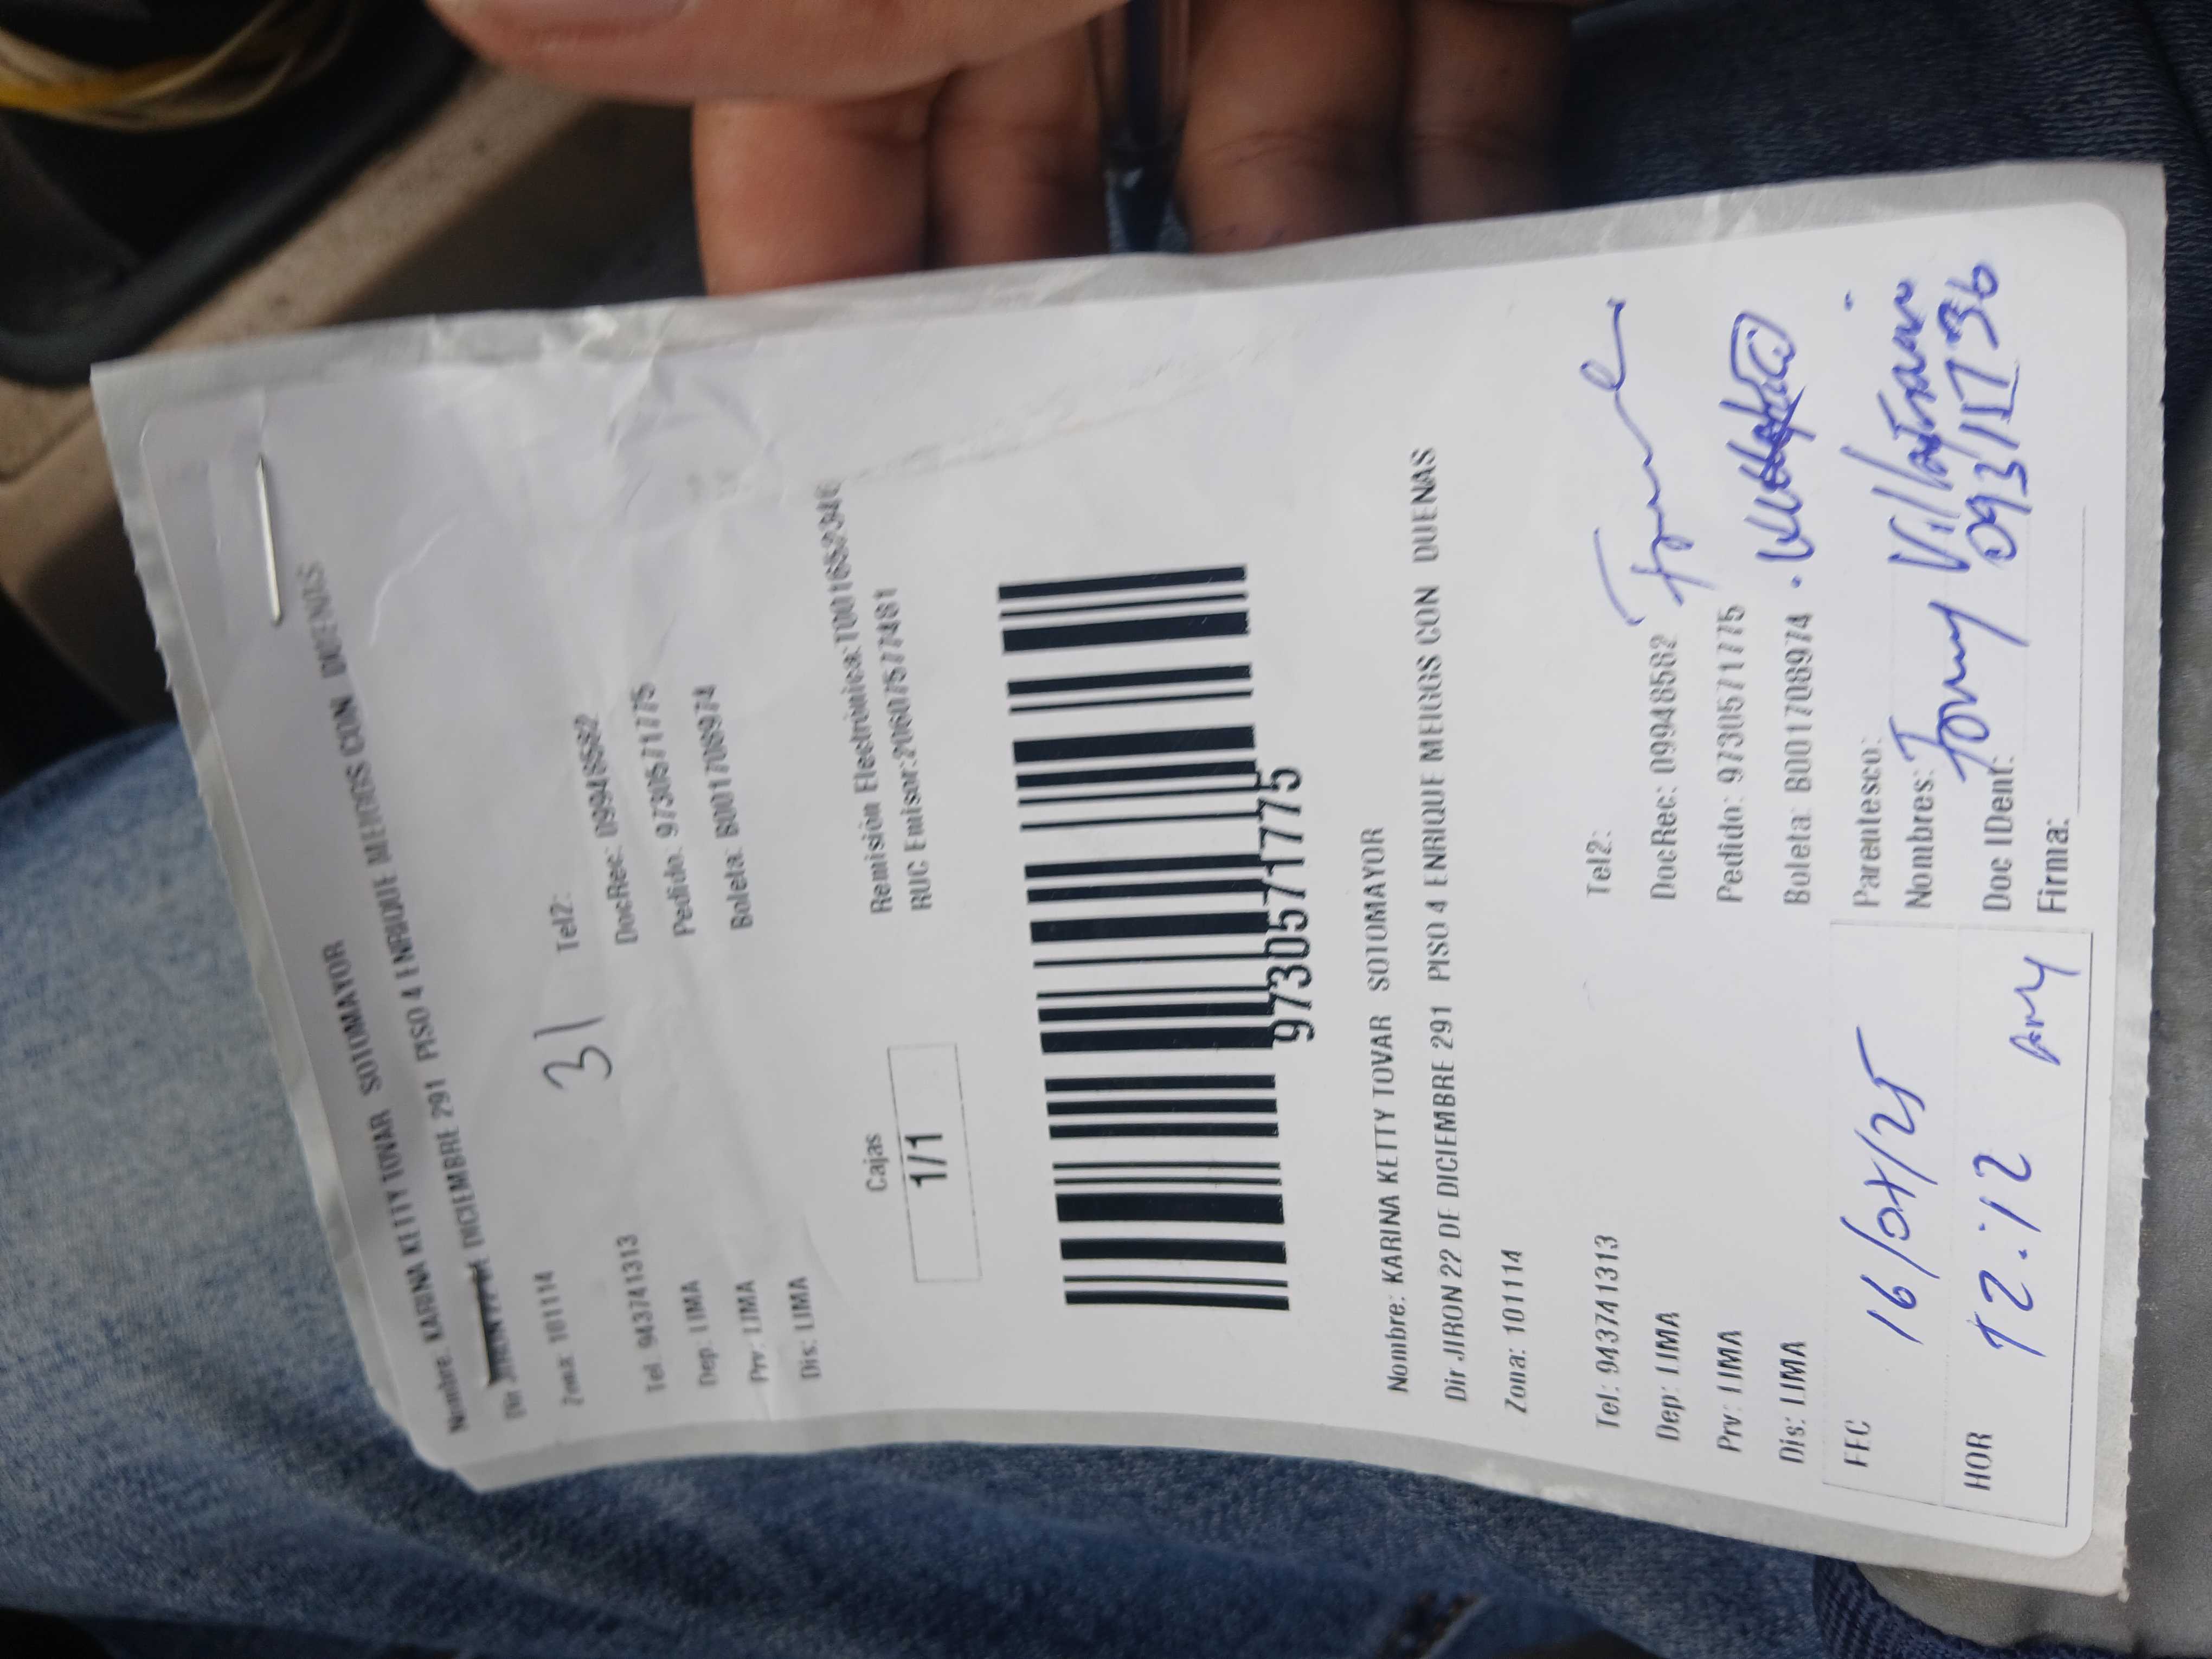 Nombre: KARINA KETTY TOVAR SOTOMAYOR
Dir DICIEMBRE 291 PISO 4 ENRIQUE MEIGGS CON DUENAS
Zona: 101114
31
Tel: 943741313 Tel2:
Dep: LIMA DocRec: 09948582
Prv: LIMA Pedido: 9730571775
Dis: LIMA Boleta: B001708974
Cajas Remisión Electrónica:
1/1 RUC Emisor:
9730571775
Nombre: KARINA KETTY TOVAR SOTOMAYOR
Dir JIRON 22 DE DICIEMBRE 291 PISO 4 ENRIQUE MEIGGS CON DUENAS
Zona: 101114
Tel: 943741313 Tel2:
Dep: LIMA DocRec: 09948582
Prv: LIMA Pedido: 9730571775
Dis: LIMA Boleta: B001708974
FEC 16/07/25 Parentesco:
Nombres:
HOR 12:12 Doc IDent:
Firma: